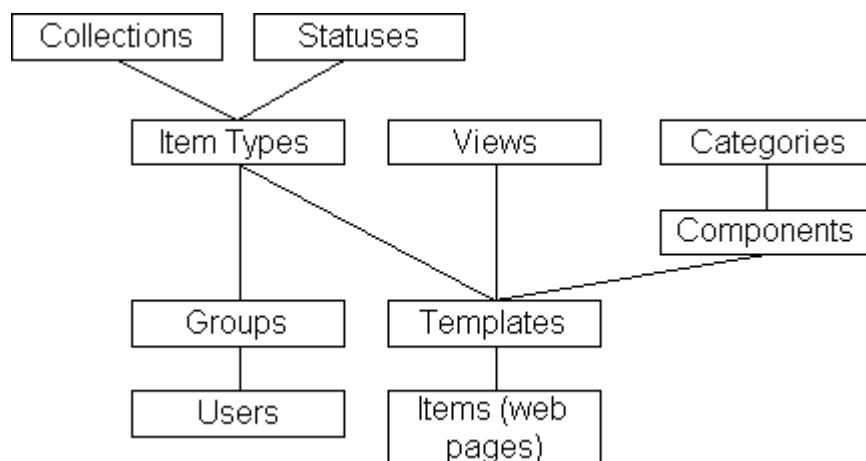 Collections
Statuses
Item Types
Views
Categories
Components
Groups
Templates
Users
Items (web
pages)